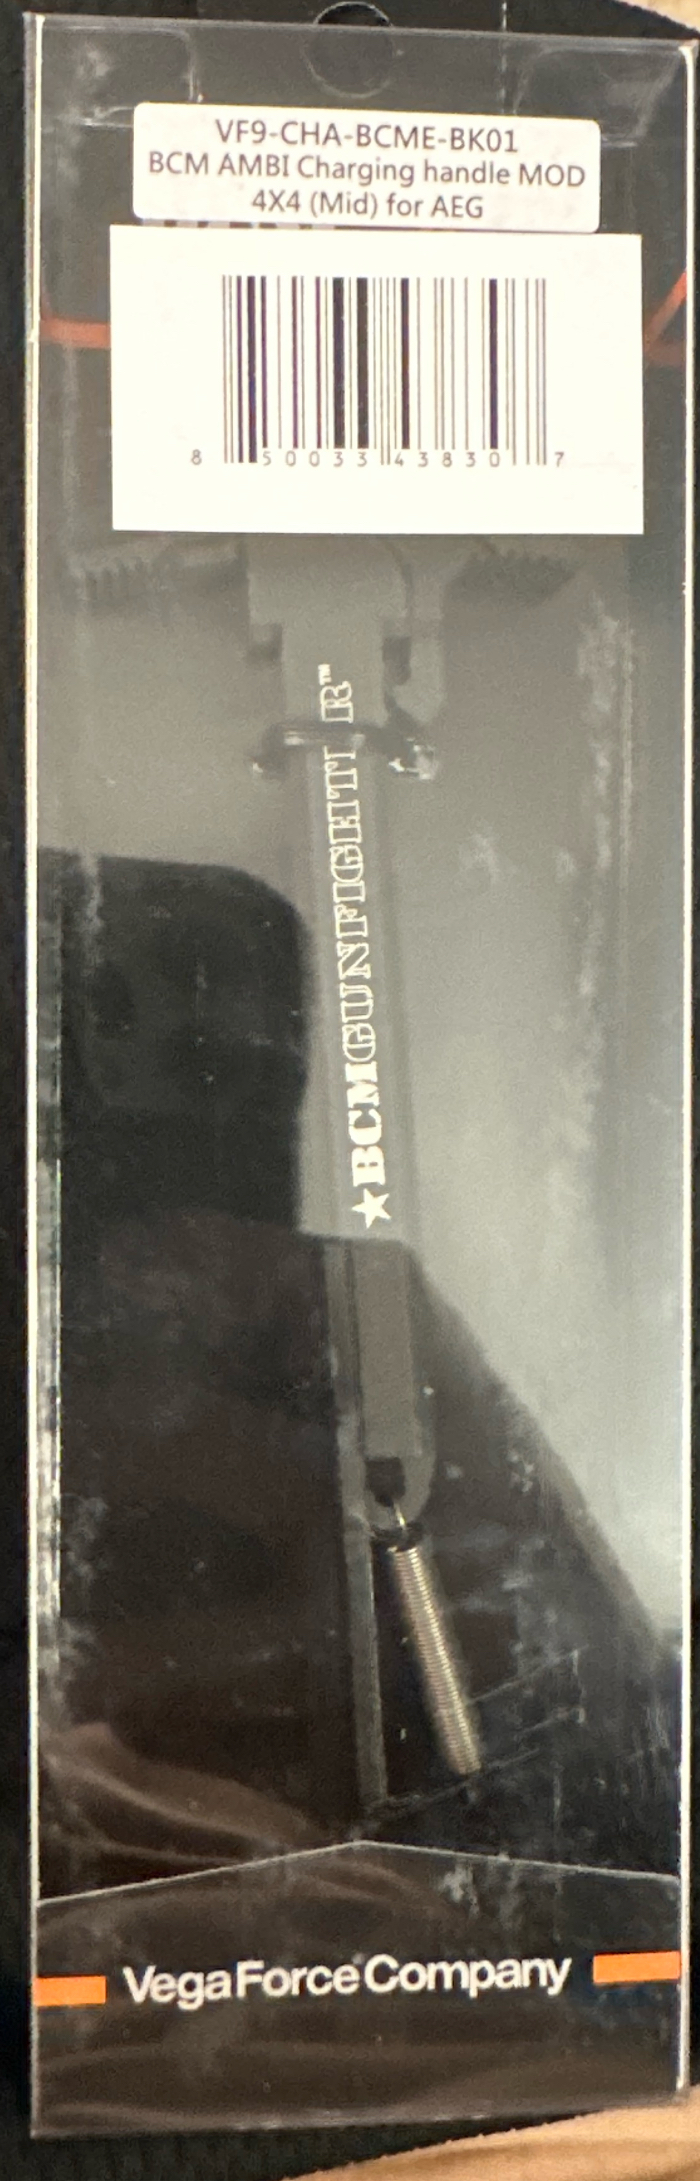 VF9-CHA-BCME-BK01
BCM AMBI Charging handle MOD
4X4 (Mid) for AEG
8 50033 43830 7
★BCMGUNFIGHTER™
VegaForceCompany